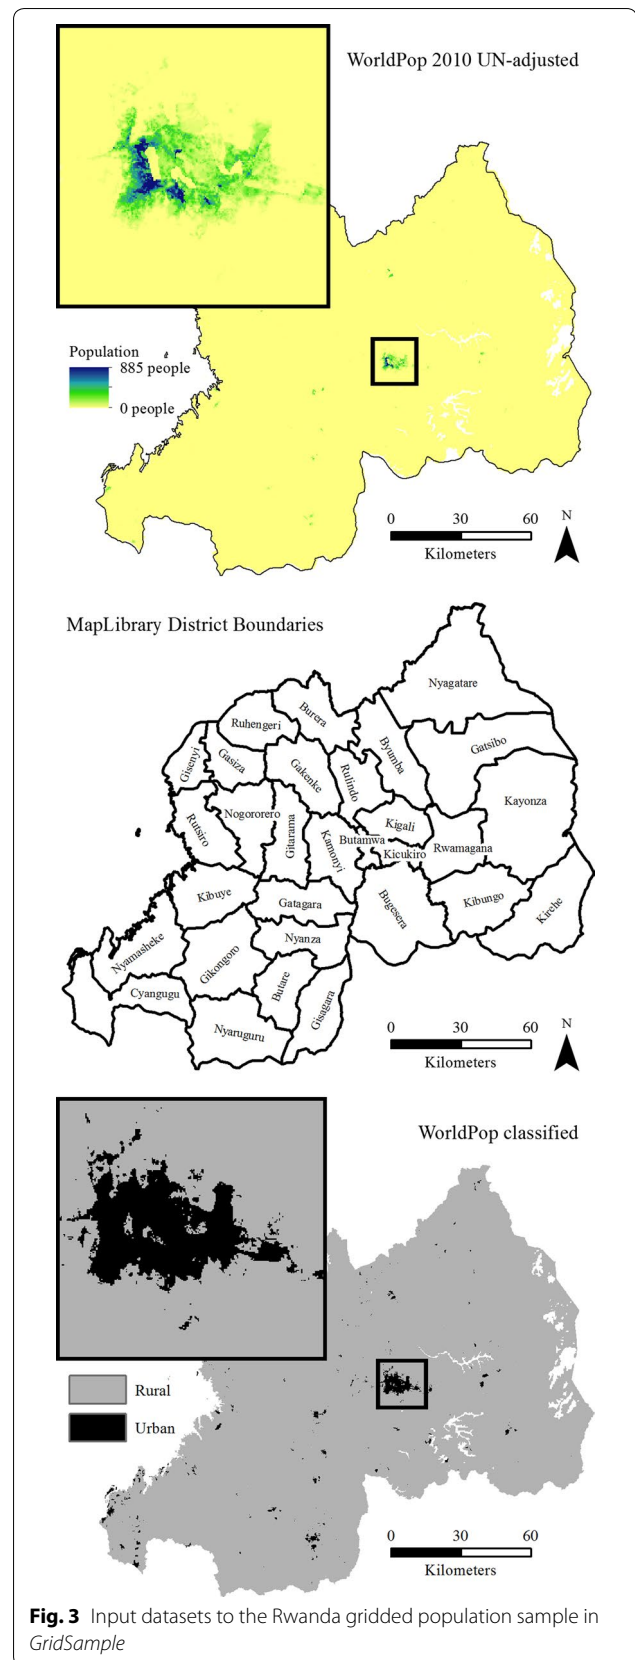 WorldPop 2010 UN-adjusted
Population
885 people
0 people
0 30 60
Kilometers
N
MapLibrary District Boundaries
Nyagatare
Burera
Ruhengeri
Byumba
Gatsibo
Gisenyi
Gasiza
Gakenke
Rulindo
Kayonza
Rutsiro
Nogororero
Gitarama
Kamonyi
Butamwa
Kigali
Kicukiro
Rwamagana
Kibuye
Gatagara
Bugesera
Kibungo
Kirehe
Nyamasheke
Gikongoro
Nyanza
Cyangugu
Butare
Gisagara
Nyaruguru
0 30 60
Kilometers
N
WorldPop classified
Rural
Urban
0 30 60
Kilometers
Fig. 3 Input datasets to the Rwanda gridded population sample in
GridSample